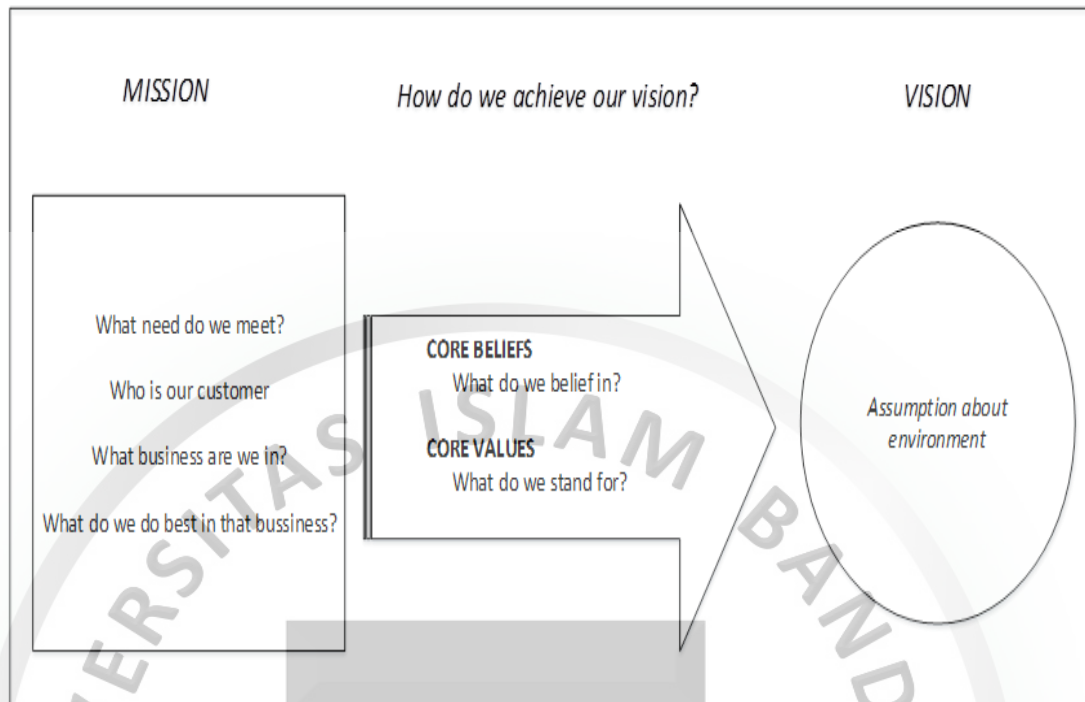 MISSION
How do we achieve our vision?
VISION
What need do we meet?
Who is our customer
What business are we in?
What do we do best in that bussiness?
CORE BELIEFS
What do we belief in?
CORE VALUES
What do we stand for?
Assumption about
environment
ERSITAS ISLAM BAND